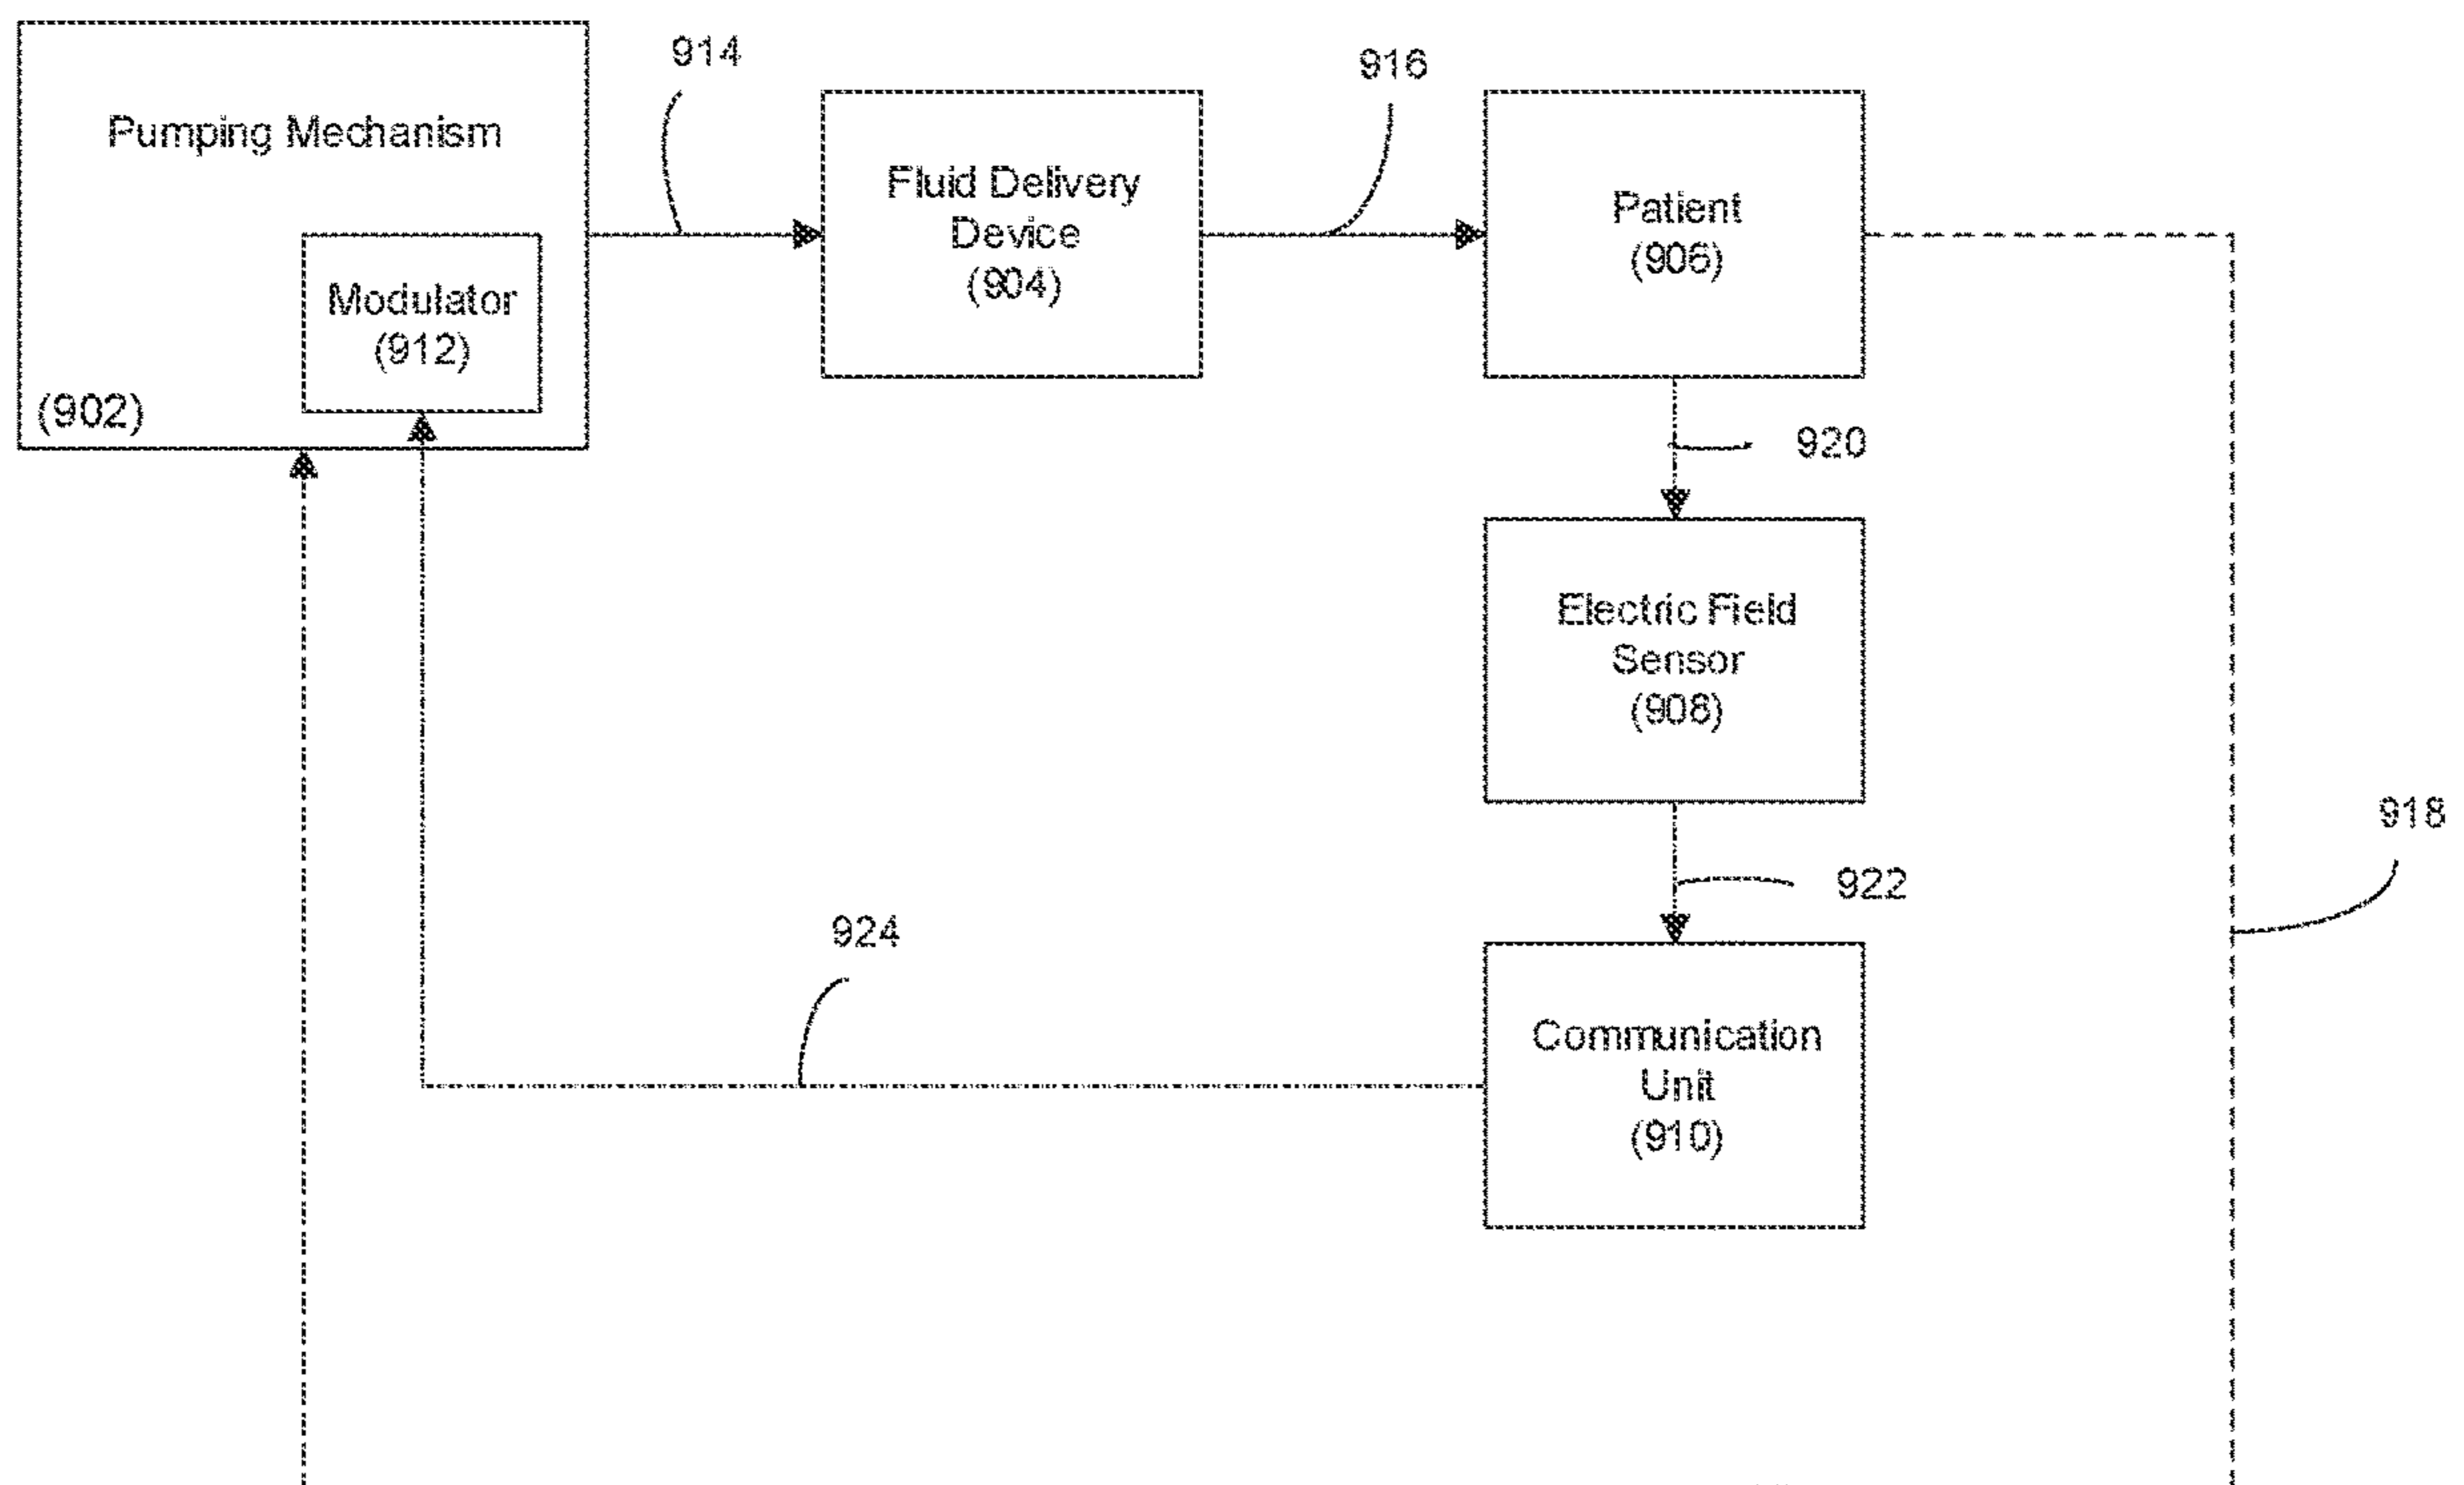 914
916
Pumping Mechanism
Fluid Delivery
Device
(904)
Patient
(906)
Modulator
(912)
(902)
920
Electric Field
Sensor
(908)
918
922
924
Communication
Unit
(910)